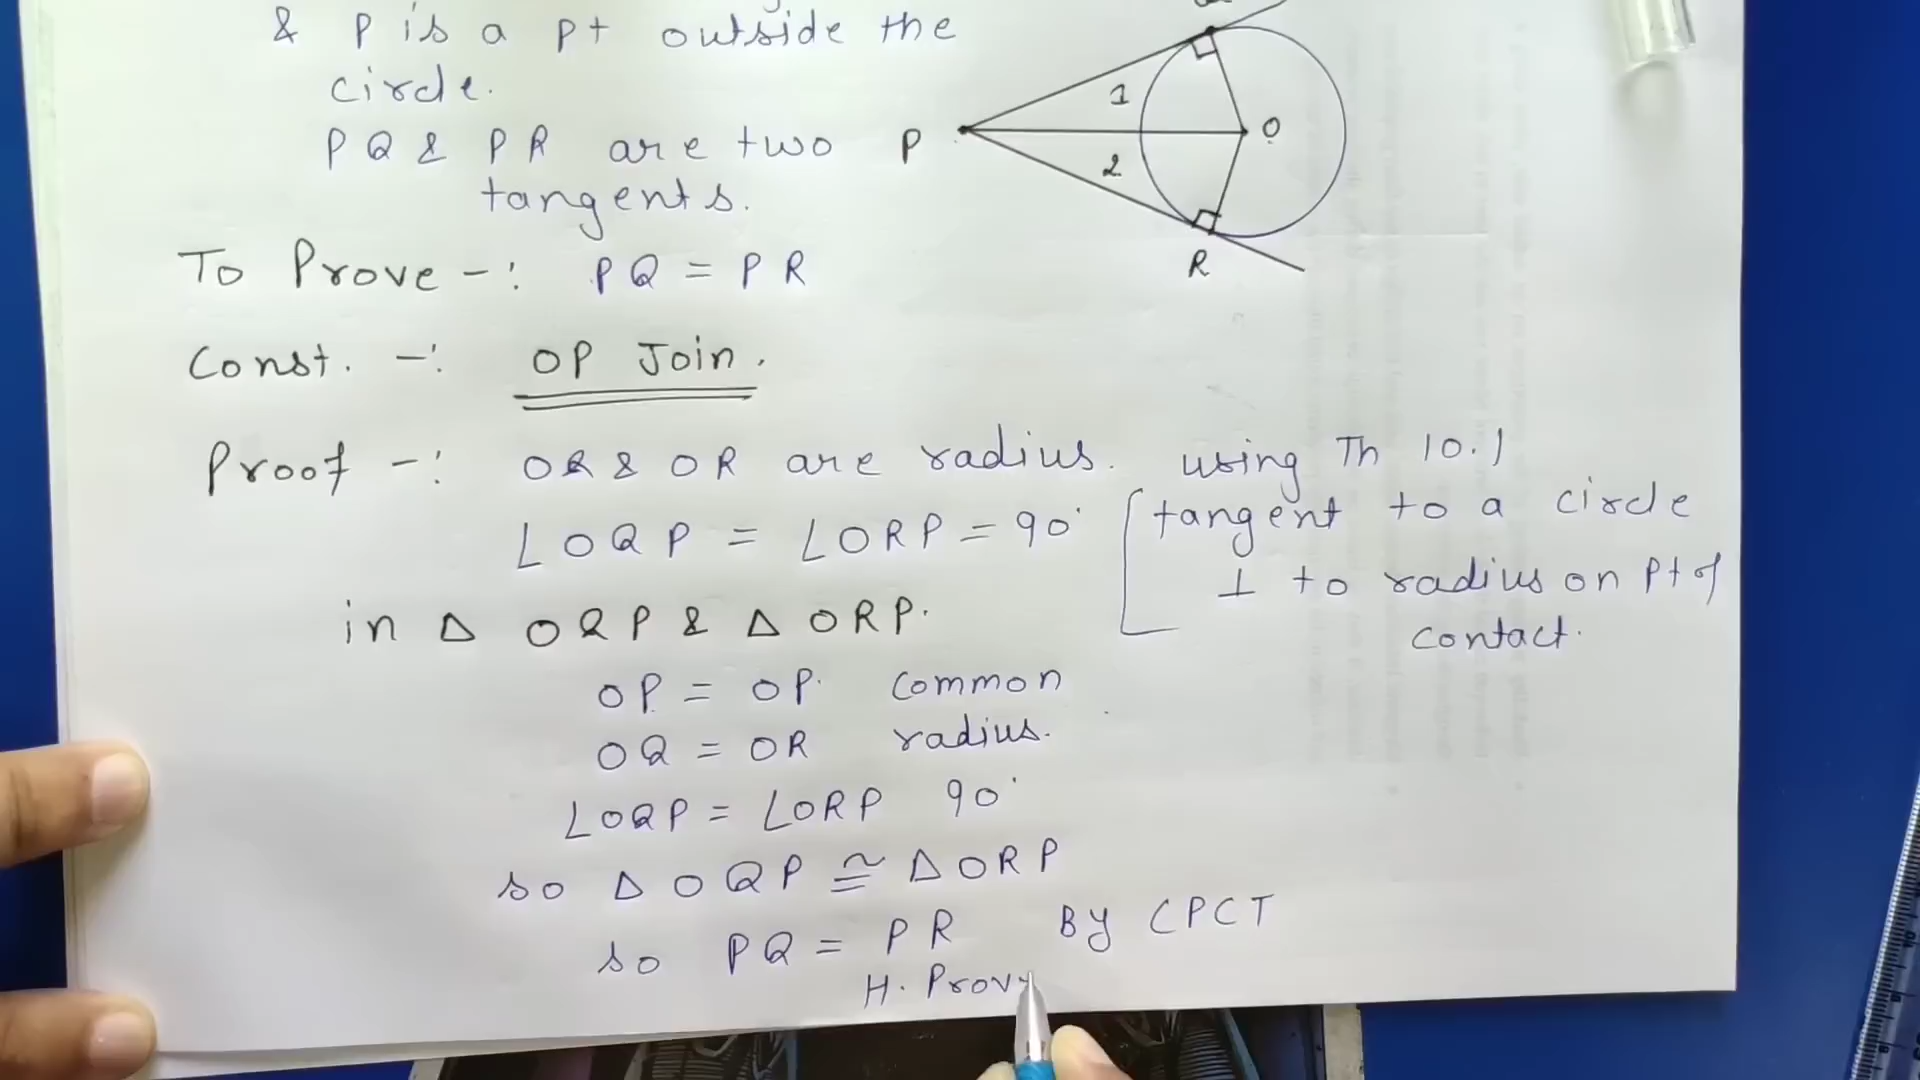 & P is a pt outside the
circle.
PQ & PR are two
tangents.
P
1
2
O
R
To Prove -: PQ = PR
Const. -: OP Join.
Proof -: OQ & OR are radius. using Th 10.1
∠OQP = ∠ORP = 90° [tangent to a circle
⊥ to radius on pt of
contact.
in △ OQP & △ ORP.
OP = OP. common
OQ = OR radius.
∠OQP = ∠ORP 90°
so △ OQP ≅ △ ORP
so PQ = PR By CPCT
H. Prov